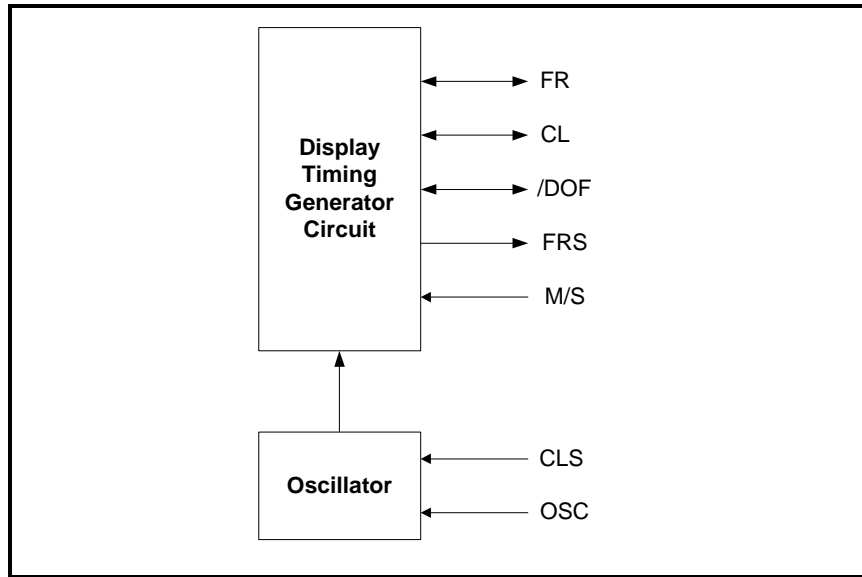 Display
Timing
Generator
Circuit
FR
CL
/DOF
FRS
M/S
Oscillator
CLS
OSC